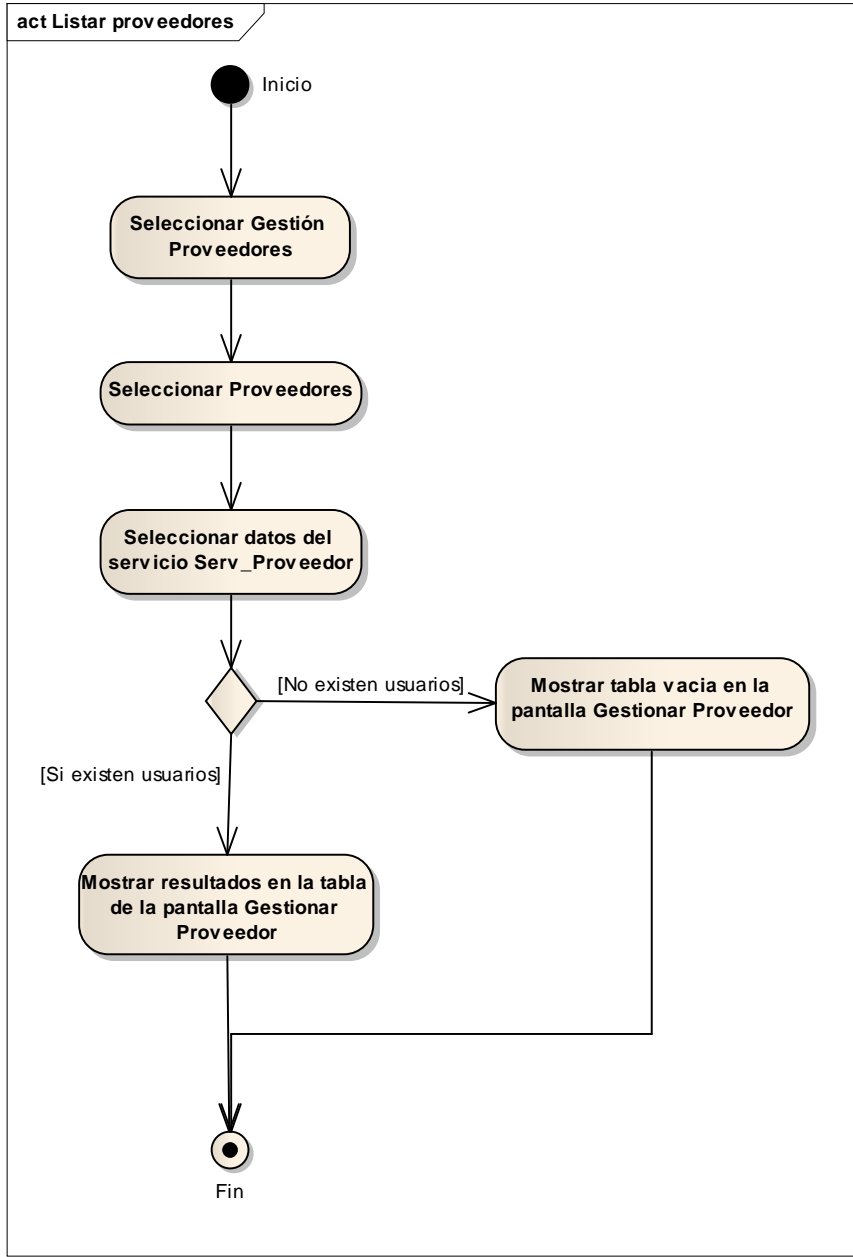 act Listar proveedores
Inicio
Seleccionar Gestión
Proveedores
Seleccionar Proveedores
Seleccionar datos del
servicio Serv_Proveedor
[No existen usuarios]
Mostrar tabla vacia en la
pantalla Gestionar Proveedor
[Si existen usuarios]
Mostrar resultados en la tabla
de la pantalla Gestionar
Proveedor
Fin